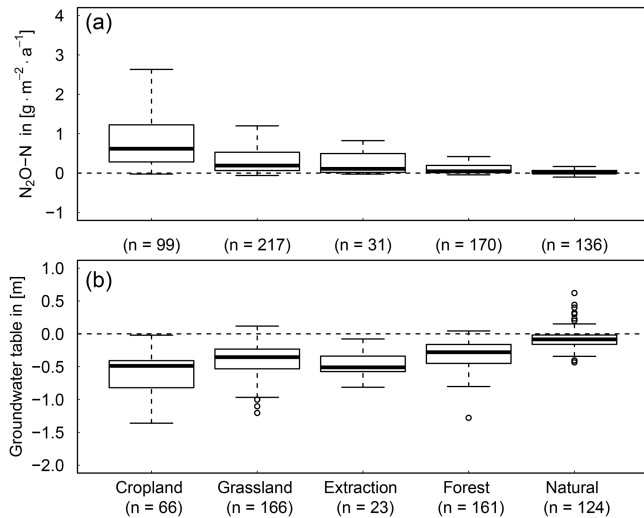 (a)
N₂O−N in [g · m⁻² · a⁻¹]
4
3
2
1
0
−1
(n = 99) (n = 217) (n = 31) (n = 170) (n = 136)
(b)
Groundwater table in [m]
1.0
0.5
0.0
−0.5
−1.0
−1.5
−2.0
Cropland Grassland Extraction Forest Natural
(n = 66) (n = 166) (n = 23) (n = 161) (n = 124)